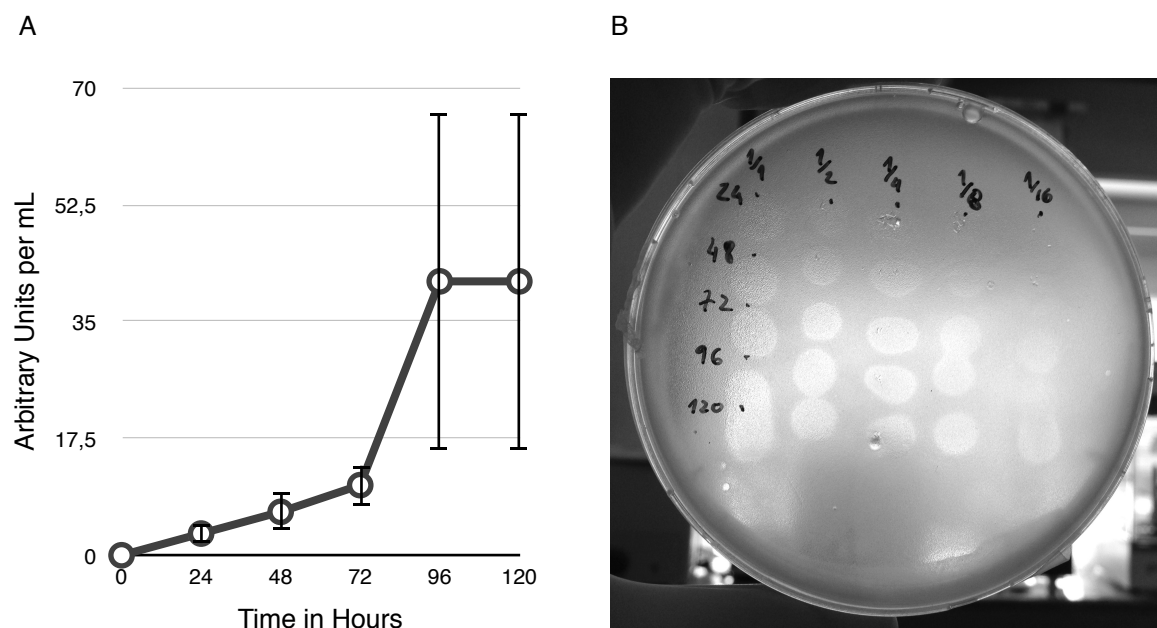 A
B
70
52,5
35
17,5
0
0 24 48 72 96 120
Arbitrary Units per mL
Time in Hours
1/1 1/2 1/4 1/8 1/16
24
48
72
96
120